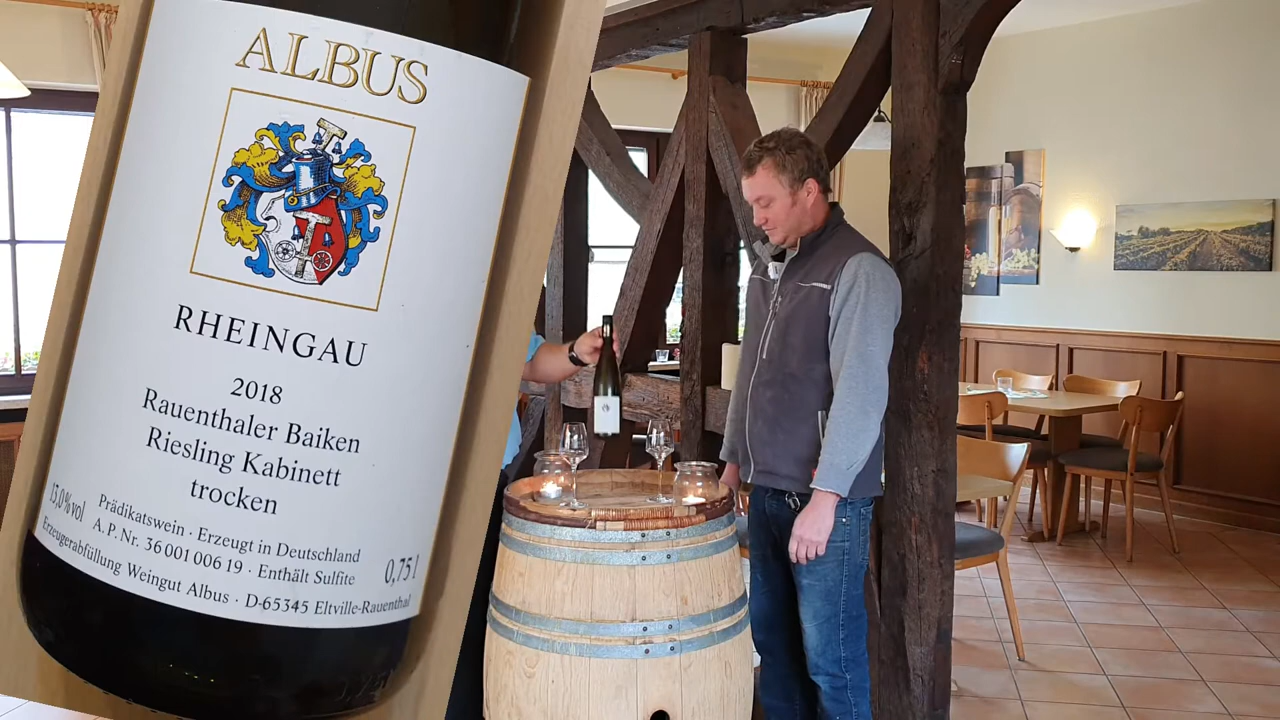 ALBUS
RHEINGAU
2018
Rauenthaler Baiken
Riesling Kabinett
trocken
13,0% vol
Prädikatswein · Erzeugt in Deutschland
A. P. Nr. 36 001 006 19 · Enthält Sulfite
0,75 l
Erzeugerabfüllung Weingut Albus · D-65345 Eltville-Rauenthal